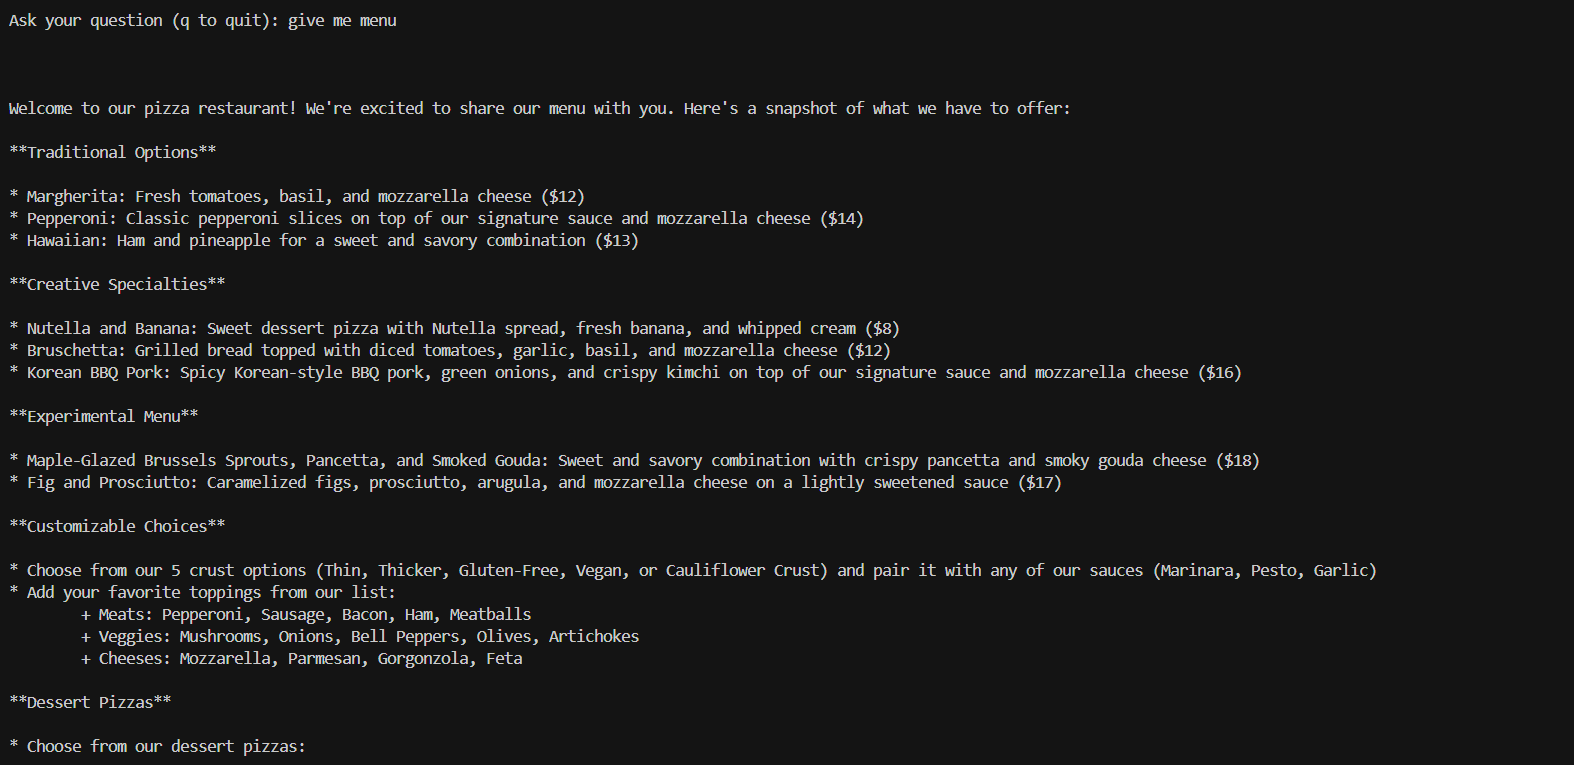 Ask your question (q to quit): give me menu
Welcome to our pizza restaurant! We're excited to share our menu with you. Here's a snapshot of what we have to offer:
**Traditional Options**
* Margherita: Fresh tomatoes, basil, and mozzarella cheese ($12)
* Pepperoni: Classic pepperoni slices on top of our signature sauce and mozzarella cheese ($14)
* Hawaiian: Ham and pineapple for a sweet and savory combination ($13)
**Creative Specialties**
* Nutella and Banana: Sweet dessert pizza with Nutella spread, fresh banana, and whipped cream ($8)
* Bruschetta: Grilled bread topped with diced tomatoes, garlic, basil, and mozzarella cheese ($12)
* Korean BBQ Pork: Spicy Korean-style BBQ pork, green onions, and crispy kimchi on top of our signature sauce and mozzarella cheese ($16)
**Experimental Menu**
* Maple-Glazed Brussels Sprouts, Pancetta, and Smoked Gouda: Sweet and savory combination with crispy pancetta and smoky gouda cheese ($18)
* Fig and Prosciutto: Caramelized figs, prosciutto, arugula, and mozzarella cheese on a lightly sweetened sauce ($17)
**Customizable Choices**
* Choose from our 5 crust options (Thin, Thicker, Gluten-Free, Vegan, or Cauliflower Crust) and pair it with any of our sauces (Marinara, Pesto, Garlic)
* Add your favorite toppings from our list:
+ Meats: Pepperoni, Sausage, Bacon, Ham, Meatballs
+ Veggies: Mushrooms, Onions, Bell Peppers, Olives, Artichokes
+ Cheeses: Mozzarella, Parmesan, Gorgonzola, Feta
**Dessert Pizzas**
* Choose from our dessert pizzas: